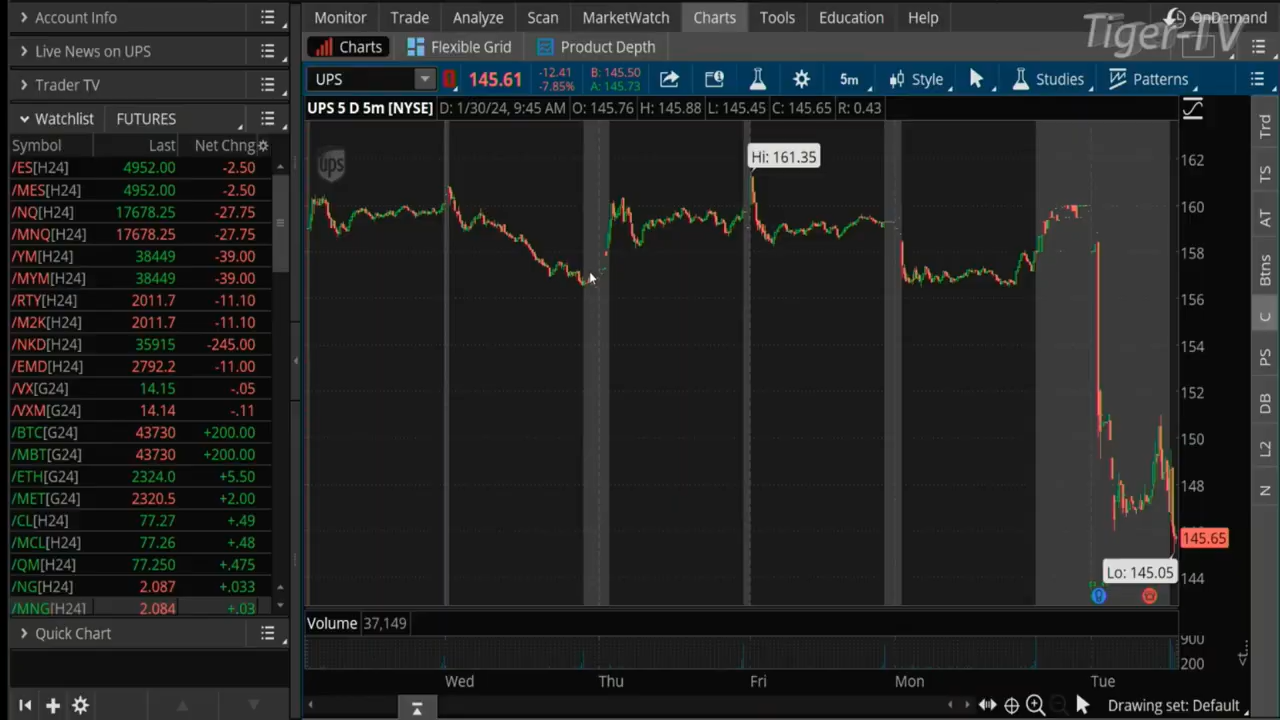 Account Info
Monitor Trade Analyze Scan MarketWatch Charts Tools Education Help
OnDemand
Tiger-TV
Live News on UPS
Charts Flexible Grid Product Depth
Trader TV
UPS 145.61 -12.41 -7.85% B: 145.50 A: 145.73 5m Style Studies Patterns
Watchlist FUTURES
UPS 5 D 5m [NYSE] D: 1/30/24, 9:45 AM O: 145.76 H: 145.88 L: 145.45 C: 145.65 R: 0.43
Symbol Last Net Chng
/ES[H24] 4952.00 -2.50
/MES[H24] 4952.00 -2.50
/NQ[H24] 17678.25 -27.75
/MNQ[H24] 17678.25 -27.75
/YM[H24] 38449 -39.00
/MYM[H24] 38449 -39.00
/RTY[H24] 2011.7 -11.10
/M2K[H24] 2011.7 -11.10
/NKD[H24] 35915 -245.00
/EMD[H24] 2792.2 -11.00
/VX[G24] 14.15 -.05
/VXM[G24] 14.14 -.11
/BTC[G24] 43730 +200.00
/MBT[G24] 43730 +200.00
/ETH[G24] 2324.0 +5.50
/MET[G24] 2320.5 +2.00
/CL[H24] 77.27 +.49
/MCL[H24] 77.26 +.48
/QM[H24] 77.250 +.475
/NG[H24] 2.087 +.033
/MNG[H24] 2.084 +.03
Quick Chart
ups
Hi: 161.35
Lo: 145.05
162
160
158
156
154
152
150
148
145.65
144
Volume 37,149
900
200
Wed Thu Fri Mon Tue
Drawing set: Default
Trd
TS
AT
Btns
C
PS
DB
L2
N